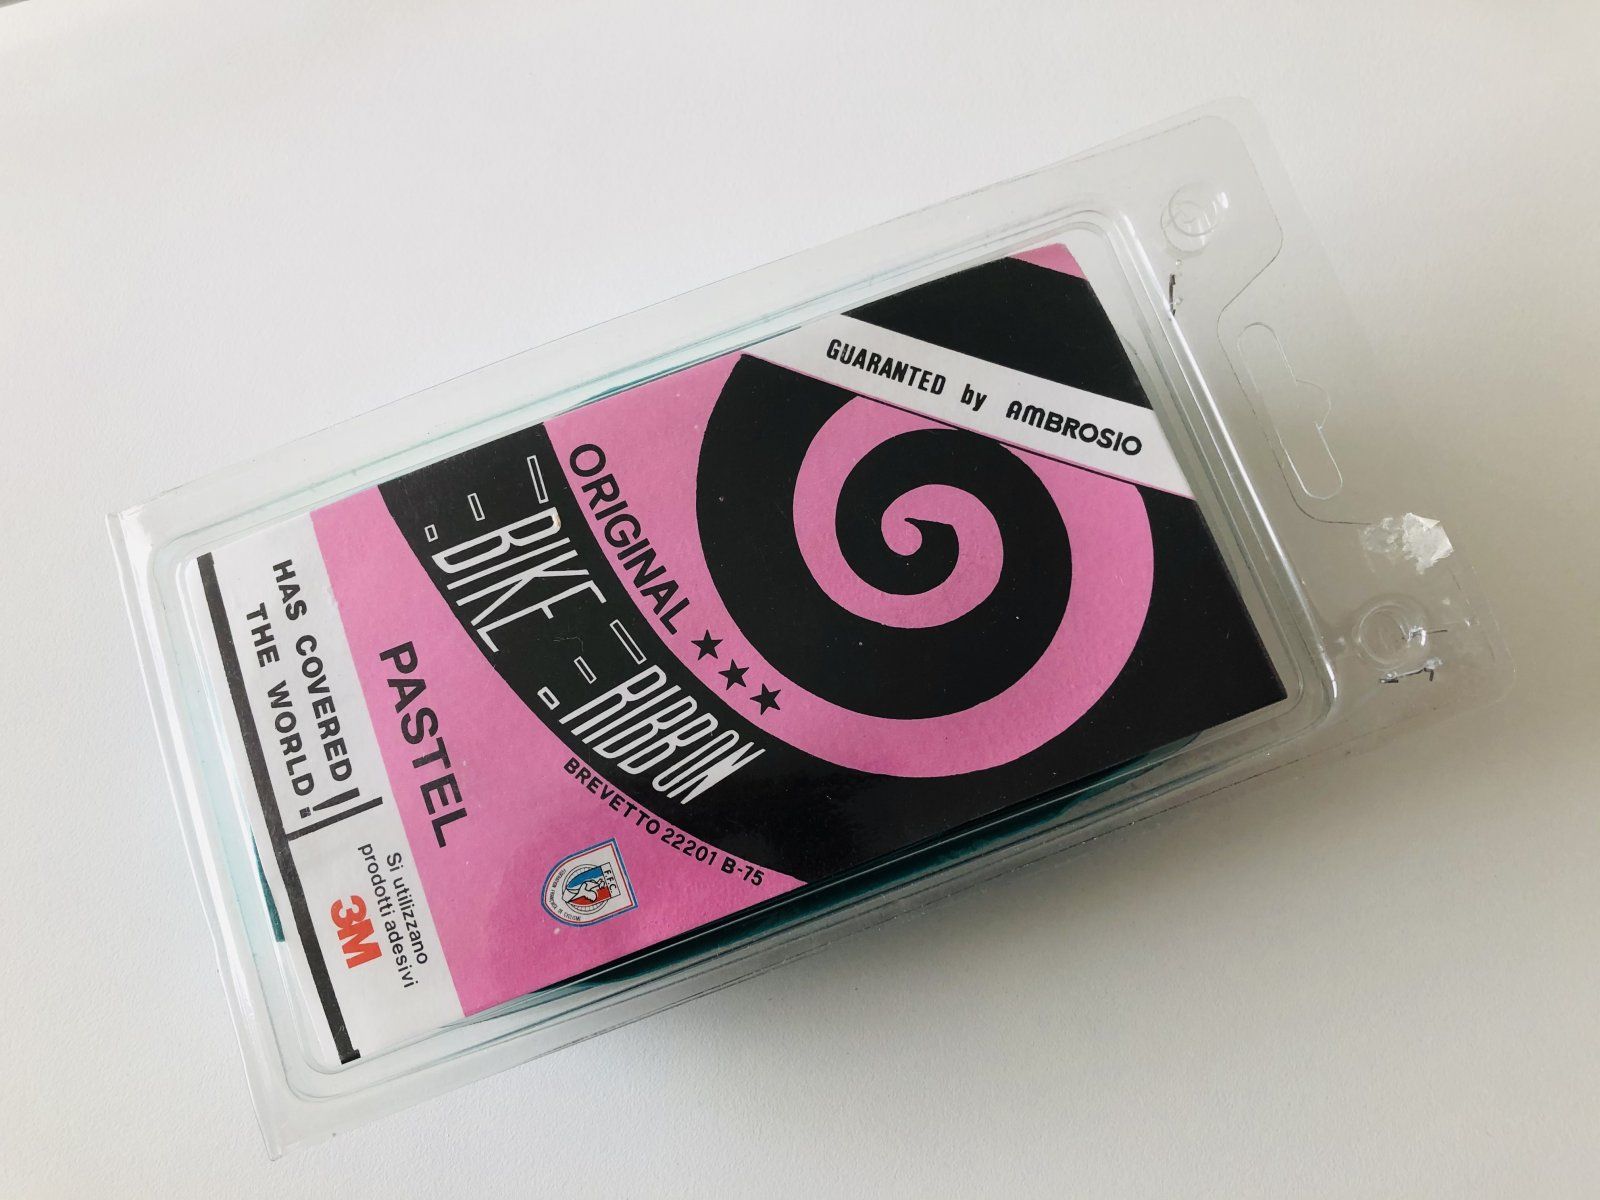 GUARANTED by AMBROSIO
ORIGINAL ★★★
BIKE RIBBON
BREVETTO 22201 B-75
PASTEL
F.F.C.
HAS COVERED
THE WORLD!
Si utilizzano
prodotti adesivi
3M